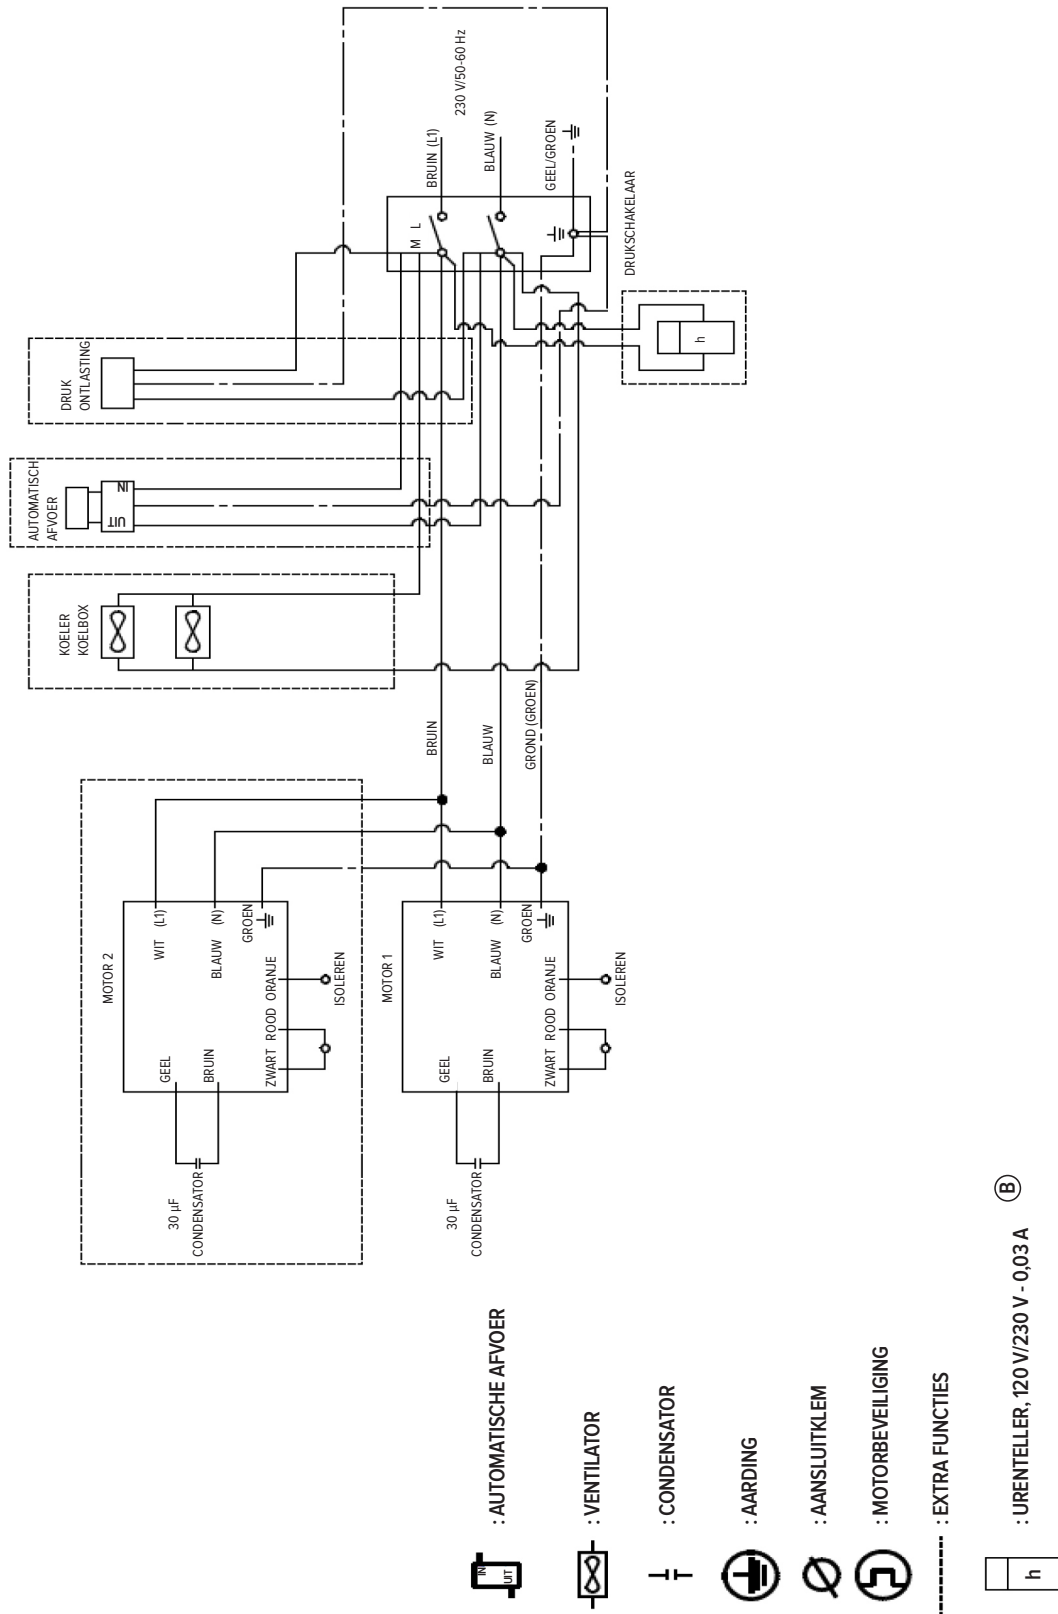 230 V/50-60 Hz
BRUIN (L1)
BLAUW (N)
GEEL/GROEN
M L
DRUKSCHAKELAAR
h
DRUK
ONTLASTING
AUTOMATISCH
AFVOER
IN
UIT
KOELER
KOELBOX
BRUIN
BLAUW
GROND (GROEN)
MOTOR 2
WIT (L1)
BLAUW (N)
GROEN
GEEL
BRUIN
ZWART ROOD ORANJE
ISOLEREN
30 µF
CONDENSATOR
MOTOR 1
WIT (L1)
BLAUW (N)
GROEN
GEEL
BRUIN
ZWART ROOD ORANJE
ISOLEREN
30 µF
CONDENSATOR
IN
UIT
: AUTOMATISCHE AFVOER
: VENTILATOR
: CONDENSATOR
: AARDING
: AANSLUITKLEM
: MOTORBEVEILIGING
: EXTRA FUNCTIES
h
: URENTELLER, 120 V/230 V - 0,03 A
B